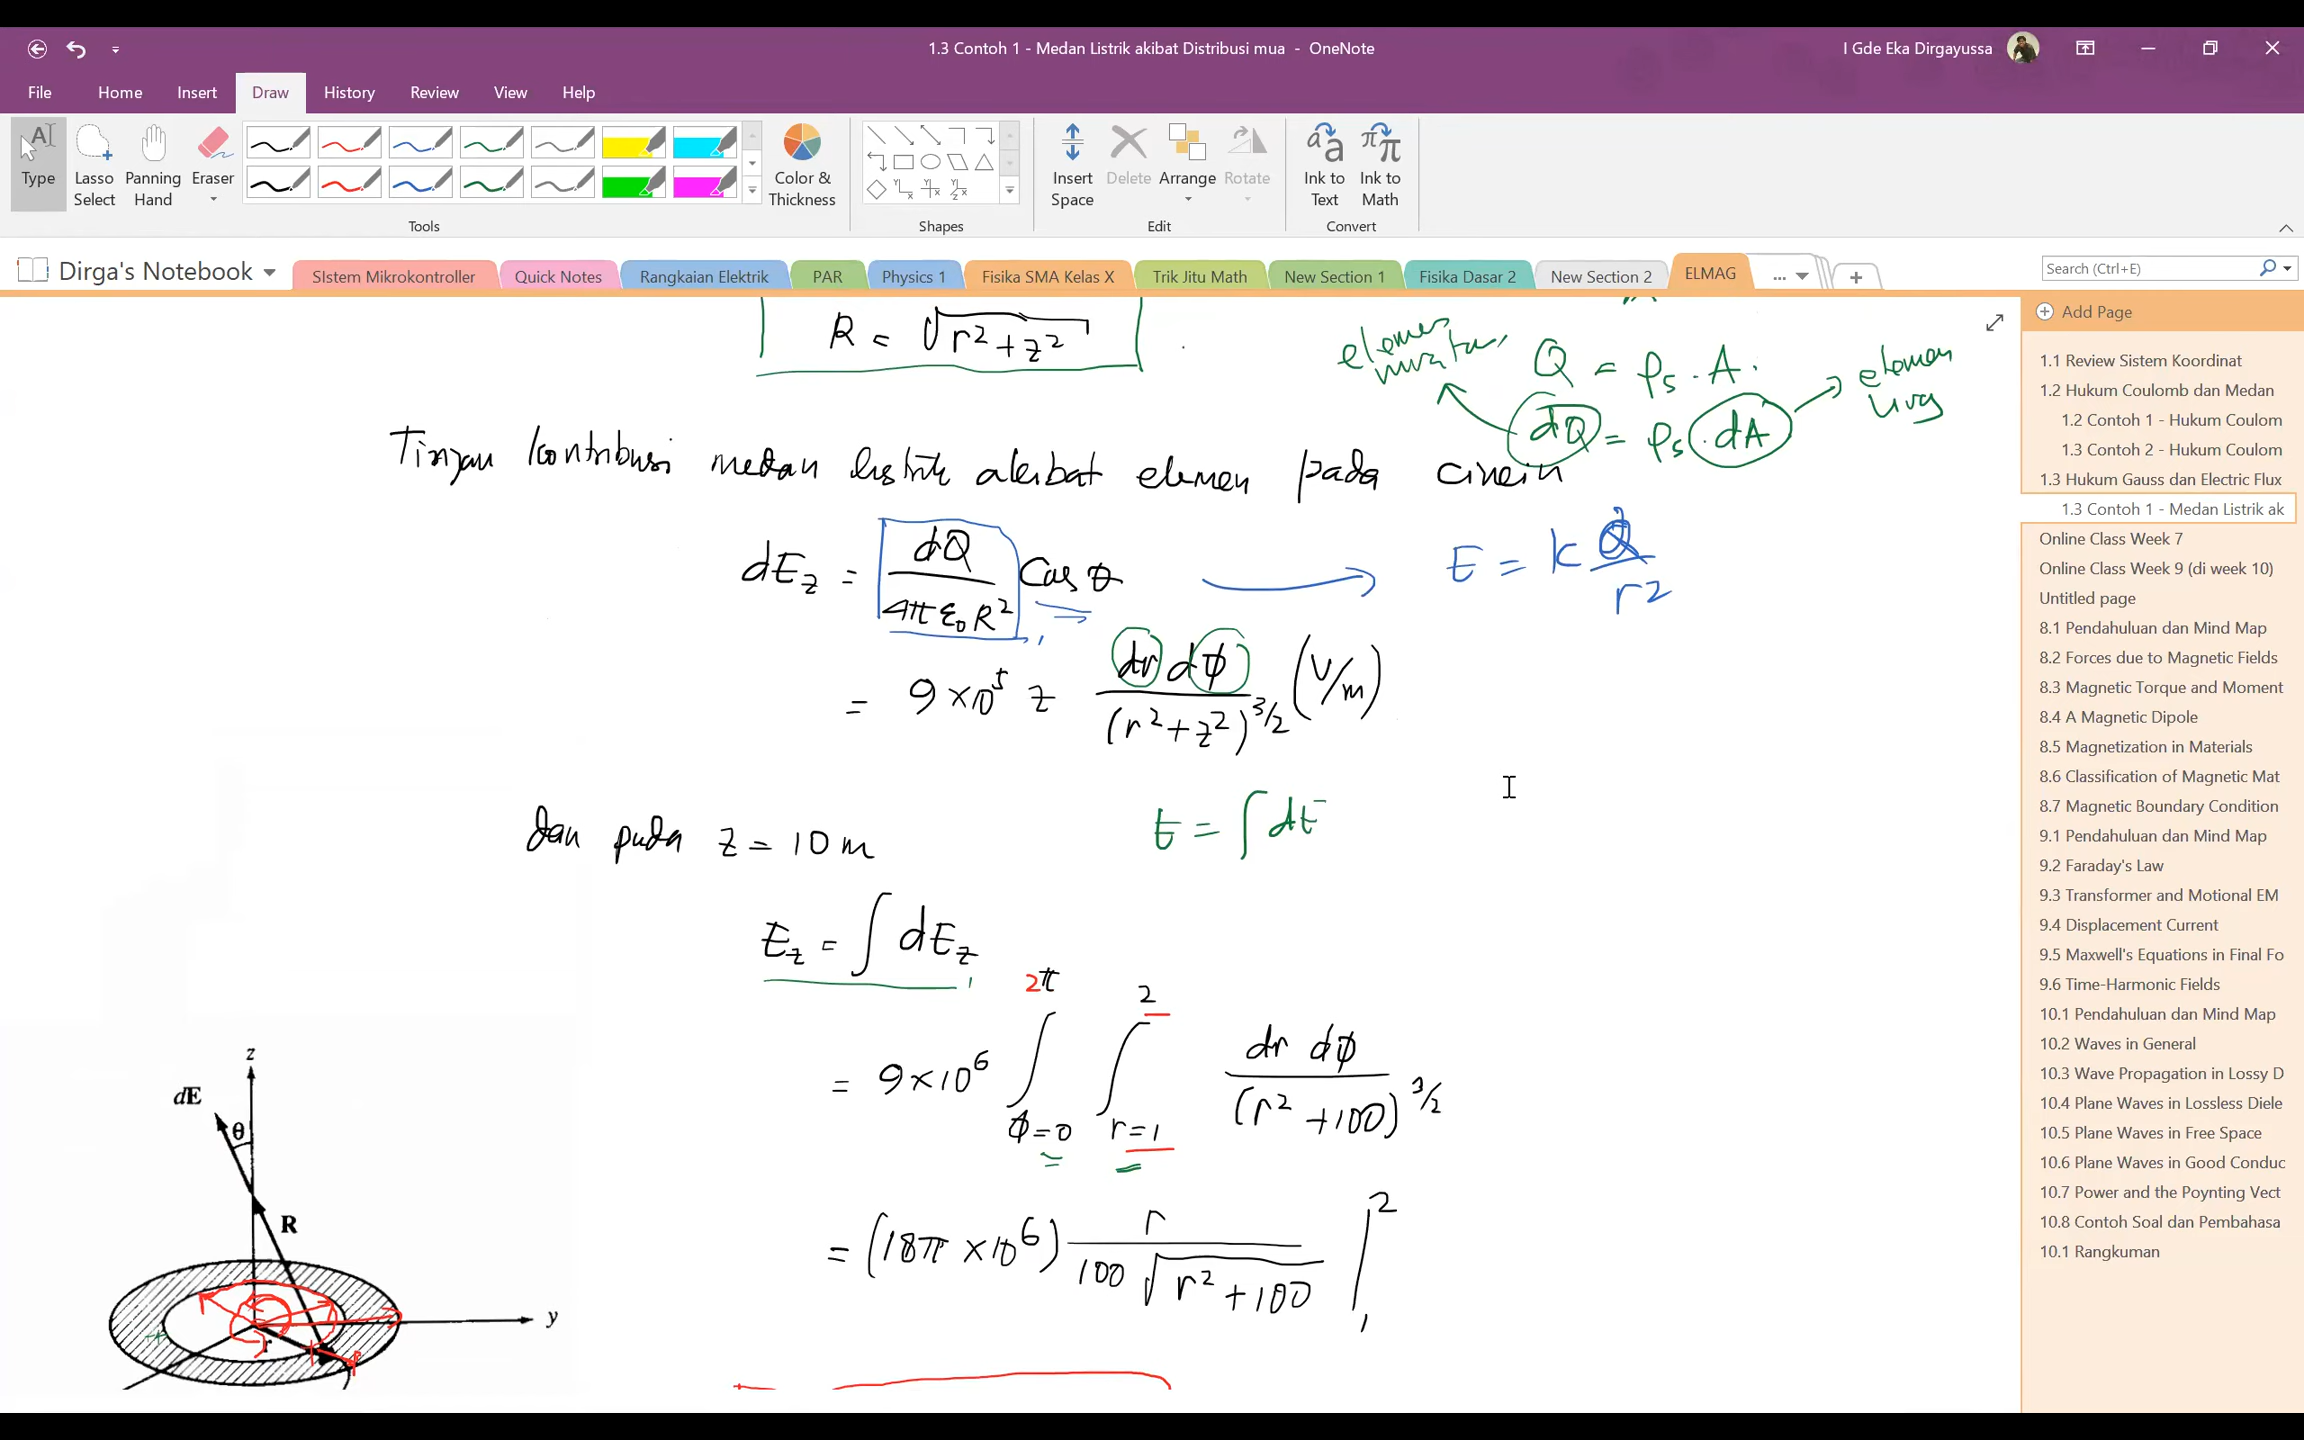 1.3 Contoh 1 - Medan Listrik akibat Distribusi mua - OneNote
I Gde Eka Dirgayussa
File Home Insert Draw History Review View Help
Type
Lasso Select
Panning Hand
Eraser
Color & Thickness
Insert Space
Delete
Arrange
Rotate
Ink to Text
Ink to Math
Tools Shapes Edit Convert
Dirga's Notebook
SIstem Mikrokontroller
Quick Notes
Rangkaian Elektrik
PAR
Physics 1
Fisika SMA Kelas X
Trik Jitu Math
New Section 1
Fisika Dasar 2
New Section 2
ELMAG
...
Search (Ctrl+E)
R = √(r² + z²)
elemen muatan
Q = ρs . A .
dQ = ρs . dA
elemen luas
Tinjau kontribusi medan listrik akibat elemen pada cincin
dEz = dQ / 4πε₀R² Cos θ
E = k Q / r²
= 9 × 10⁵ z dr dϕ / (r² + z²)^3/2 (V/m)
dan pada z = 10 m
E = ∫ dE
Ez = ∫ dEz
= 9 × 10⁶ ∫ ϕ=0 2π ∫ r=1 2 dr dϕ / (r² + 100)^3/2
= (18π × 10⁶) r / 100 √(r² + 100) | 1 2
z
dE
θ
R
r
y
Add Page
1.1 Review Sistem Koordinat
1.2 Hukum Coulomb dan Medan
1.2 Contoh 1 - Hukum Coulom
1.3 Contoh 2 - Hukum Coulom
1.3 Hukum Gauss dan Electric Flux
1.3 Contoh 1 - Medan Listrik ak
Online Class Week 7
Online Class Week 9 (di week 10)
Untitled page
8.1 Pendahuluan dan Mind Map
8.2 Forces due to Magnetic Fields
8.3 Magnetic Torque and Moment
8.4 A Magnetic Dipole
8.5 Magnetization in Materials
8.6 Classification of Magnetic Mat
8.7 Magnetic Boundary Condition
9.1 Pendahuluan dan Mind Map
9.2 Faraday's Law
9.3 Transformer and Motional EM
9.4 Displacement Current
9.5 Maxwell's Equations in Final Fo
9.6 Time-Harmonic Fields
10.1 Pendahuluan dan Mind Map
10.2 Waves in General
10.3 Wave Propagation in Lossy D
10.4 Plane Waves in Lossless Diele
10.5 Plane Waves in Free Space
10.6 Plane Waves in Good Conduc
10.7 Power and the Poynting Vect
10.8 Contoh Soal dan Pembahasa
10.1 Rangkuman